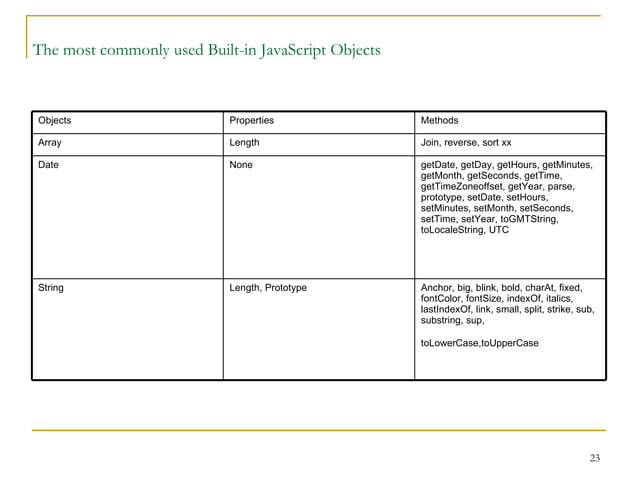 The most commonly used Built-in JavaScript Objects
Objects
Properties
Methods
Array
Length
Join, reverse, sort xx
Date
None
getDate, getDay, getHours, getMinutes,
getMonth, getSeconds, getTime,
getTimeZoneoffset, getYear, parse,
prototype, setDate, setHours,
setMinutes, setMonth, setSeconds,
setTime, setYear, toGMTString,
toLocaleString, UTC
String
Length, Prototype
Anchor, big, blink, bold, charAt, fixed,
fontColor, fontSize, indexOf, italics,
lastIndexOf, link, small, split, strike, sub,
substring, sup,
toLowerCase,toUpperCase
23